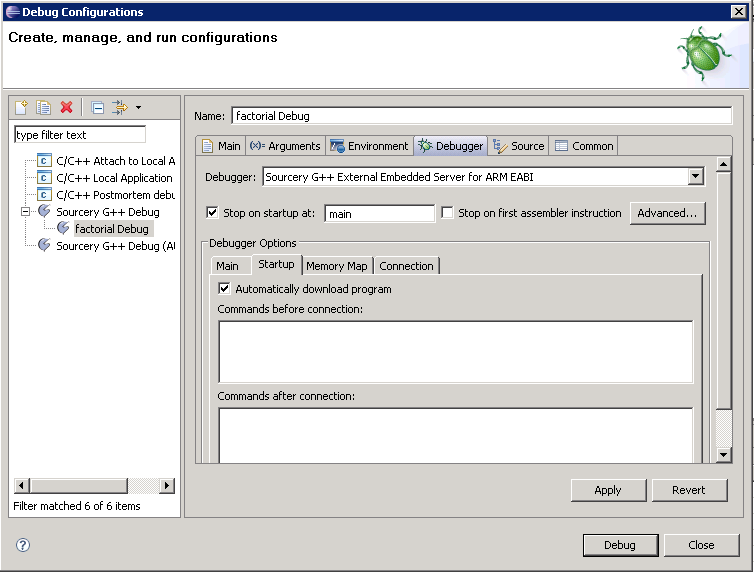 Debug Configurations
Create, manage, and run configurations
type filter text
C/C++ Attach to Local A
C/C++ Local Application
C/C++ Postmortem debu
Sourcery G++ Debug
factorial Debug
Sourcery G++ Debug (A
Filter matched 6 of 6 items
Name: factorial Debug
Main (x)= Arguments Environment Debugger Source Common
Debugger: Sourcery G++ External Embedded Server for ARM EABI
Stop on startup at: main Stop on first assembler instruction Advanced...
Debugger Options
Main Startup Memory Map Connection
Automatically download program
Commands before connection:
Commands after connection:
Apply Revert
? Debug Close